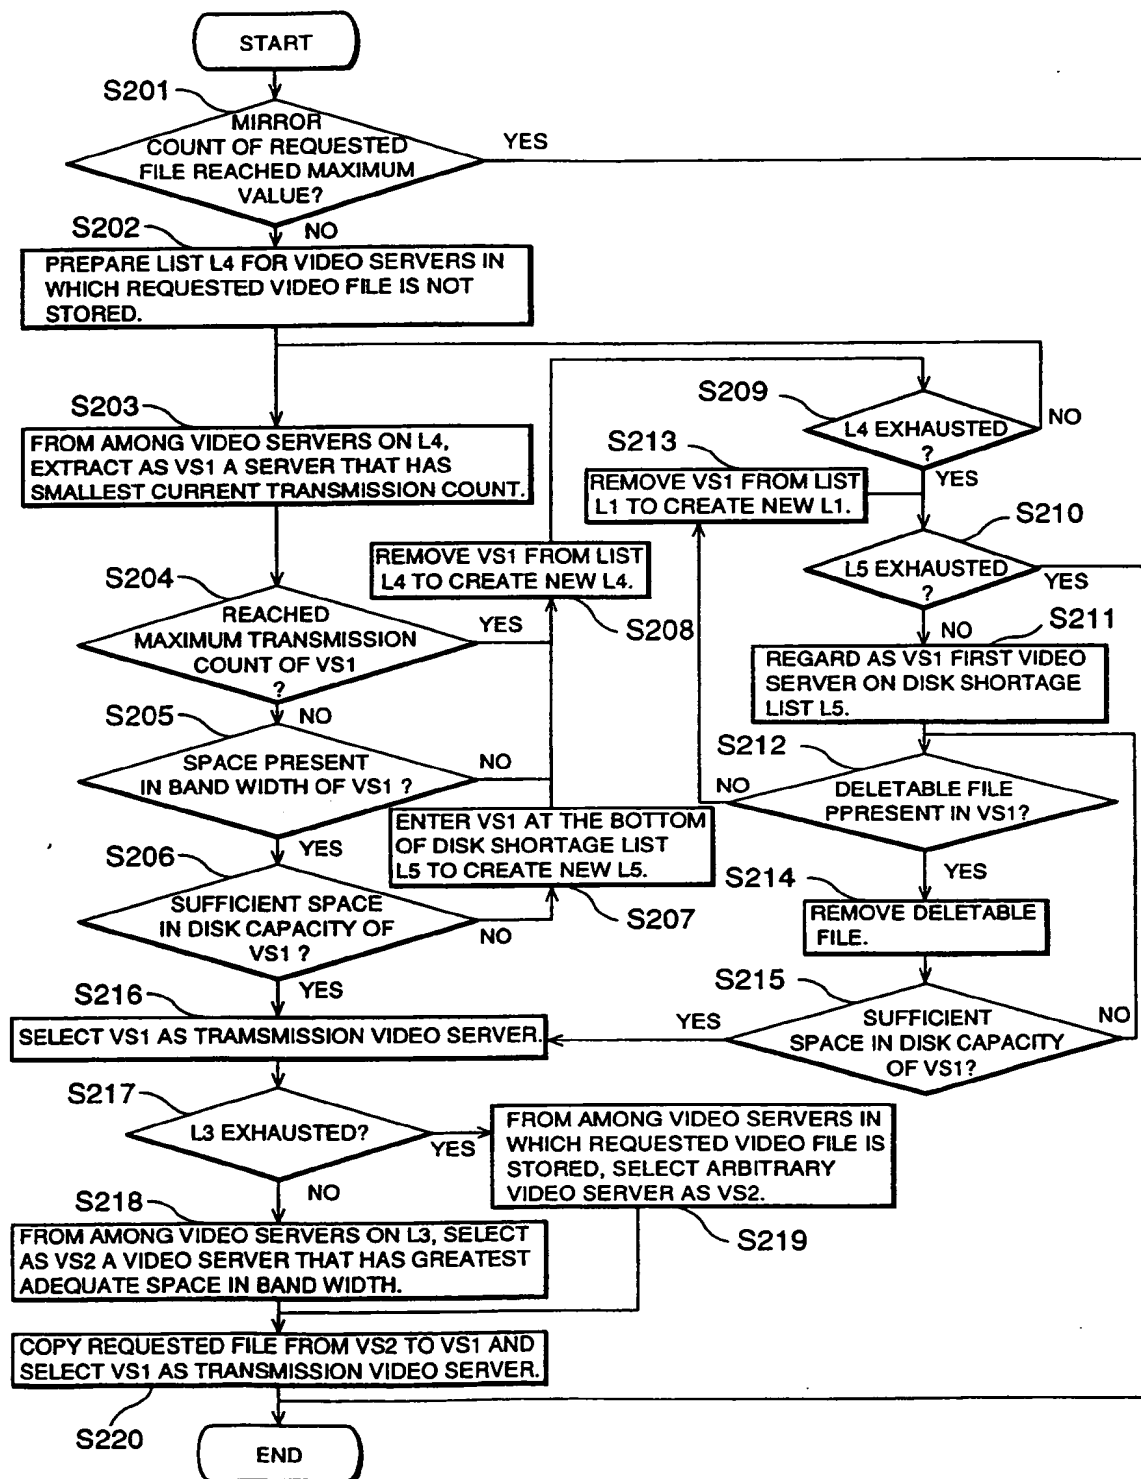 START
S201
MIRROR
COUNT OF REQUESTED
FILE REACHED MAXIMUM
VALUE?
YES
NO
S202
PREPARE LIST L4 FOR VIDEO SERVERS IN
WHICH REQUESTED VIDEO FILE IS NOT
STORED.
S203
FROM AMONG VIDEO SERVERS ON L4,
EXTRACT AS VS1 A SERVER THAT HAS
SMALLEST CURRENT TRANSMISSION COUNT.
S204
REACHED
MAXIMUM TRANSMISSION
COUNT OF VS1
?
YES
NO
S205
SPACE PRESENT
IN BAND WIDTH OF VS1 ?
NO
YES
S206
SUFFICIENT SPACE
IN DISK CAPACITY OF
VS1 ?
NO
YES
ENTER VS1 AT THE BOTTOM
OF DISK SHORTAGE LIST
L5 TO CREATE NEW L5.
S207
REMOVE VS1 FROM LIST
L4 TO CREATE NEW L4.
S208
S209
L4 EXHAUSTED
?
NO
YES
S213
REMOVE VS1 FROM LIST
L1 TO CREATE NEW L1.
S210
L5 EXHAUSTED
?
YES
NO
S211
REGARD AS VS1 FIRST VIDEO
SERVER ON DISK SHORTAGE
LIST L5.
S212
DELETABLE FILE
PPRESENT IN VS1?
NO
YES
S214
REMOVE DELETABLE
FILE.
S215
SUFFICIENT
SPACE IN DISK CAPACITY
OF VS1?
YES
NO
S216
SELECT VS1 AS TRAMSMISSION VIDEO SERVER.
S217
L3 EXHAUSTED?
YES
NO
S218
FROM AMONG VIDEO SERVERS ON L3, SELECT
AS VS2 A VIDEO SERVER THAT HAS GREATEST
ADEQUATE SPACE IN BAND WIDTH.
FROM AMONG VIDEO SERVERS IN
WHICH REQUESTED VIDEO FILE IS
STORED, SELECT ARBITRARY
VIDEO SERVER AS VS2.
S219
COPY REQUESTED FILE FROM VS2 TO VS1 AND
SELECT VS1 AS TRANSMISSION VIDEO SERVER.
S220
END